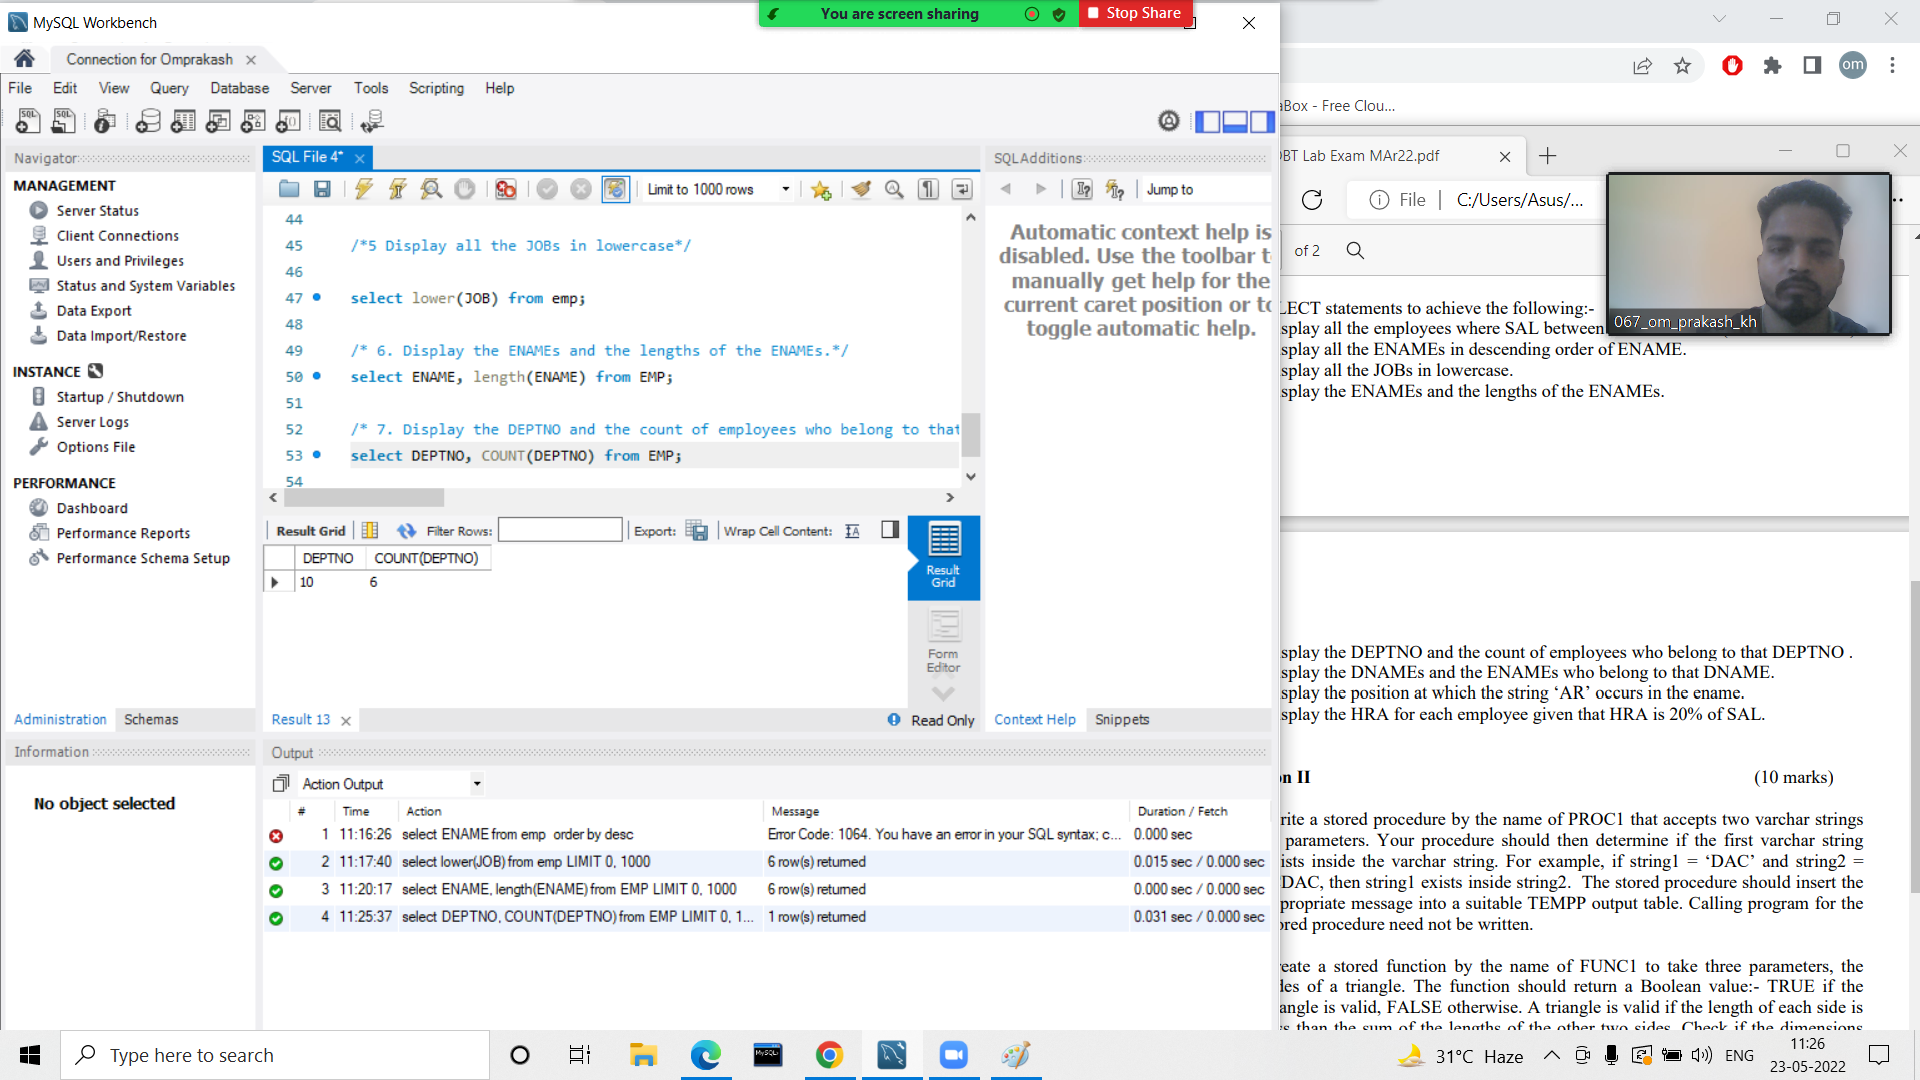 MySQL Workbench
You are screen sharing
Stop Share
Connection for Omprakash
File Edit View Query Database Server Tools Scripting Help
Navigator
MANAGEMENT
Server Status
Client Connections
Users and Privileges
Status and System Variables
Data Export
Data Import/Restore
INSTANCE
Startup / Shutdown
Server Logs
Options File
PERFORMANCE
Dashboard
Performance Reports
Performance Schema Setup
Administration Schemas
Information
No object selected
SQL File 4*
Limit to 1000 rows
44
45 /*5 Display all the JOBs in lowercase*/
46
47 select lower(JOB) from emp;
48
49 /* 6. Display the ENAMEs and the lengths of the ENAMEs.*/
50 select ENAME, length(ENAME) from EMP;
51
52 /* 7. Display the DEPTNO and the count of employees who belong to that
53 select DEPTNO, COUNT(DEPTNO) from EMP;
54
Result Grid Filter Rows: Export: Wrap Cell Content:
DEPTNO COUNT(DEPTNO)
10 6
Result Grid
Form Editor
Result 13
Read Only
SQLAdditions
Jump to
Automatic context help is
disabled. Use the toolbar t
manually get help for the
current caret position or to
toggle automatic help.
Context Help Snippets
Output
Action Output
# Time Action Message Duration / Fetch
1 11:16:26 select ENAME from emp order by desc Error Code: 1064. You have an error in your SQL syntax; c... 0.000 sec
2 11:17:40 select lower(JOB) from emp LIMIT 0, 1000 6 row(s) returned 0.015 sec / 0.000 sec
3 11:20:17 select ENAME, length(ENAME) from EMP LIMIT 0, 1000 6 row(s) returned 0.000 sec / 0.000 sec
4 11:25:37 select DEPTNO, COUNT(DEPTNO) from EMP LIMIT 0, 1... 1 row(s) returned 0.031 sec / 0.000 sec
om
aBox - Free Clou...
DBT Lab Exam MAr22.pdf
File C:/Users/Asus/...
of 2
067_om_prakash_kh
LECT statements to achieve the following:-
splay all the employees where SAL between
splay all the ENAMEs in descending order of ENAME.
splay all the JOBs in lowercase.
splay the ENAMEs and the lengths of the ENAMEs.
splay the DEPTNO and the count of employees who belong to that DEPTNO .
splay the DNAMEs and the ENAMEs who belong to that DNAME.
splay the position at which the string ‘AR’ occurs in the ename.
splay the HRA for each employee given that HRA is 20% of SAL.
n II (10 marks)
rite a stored procedure by the name of PROC1 that accepts two varchar strings
parameters. Your procedure should then determine if the first varchar string
ists inside the varchar string. For example, if string1 = ‘DAC’ and string2 =
DAC, then string1 exists inside string2. The stored procedure should insert the
propriate message into a suitable TEMPP output table. Calling program for the
ored procedure need not be written.
eate a stored function by the name of FUNC1 to take three parameters, the
les of a triangle. The function should return a Boolean value:- TRUE if the
angle is valid, FALSE otherwise. A triangle is valid if the length of each side is
s than the sum of the lengths of the other two sides. Check if the dimensions
Type here to search
31°C Haze
ENG
11:26
23-05-2022